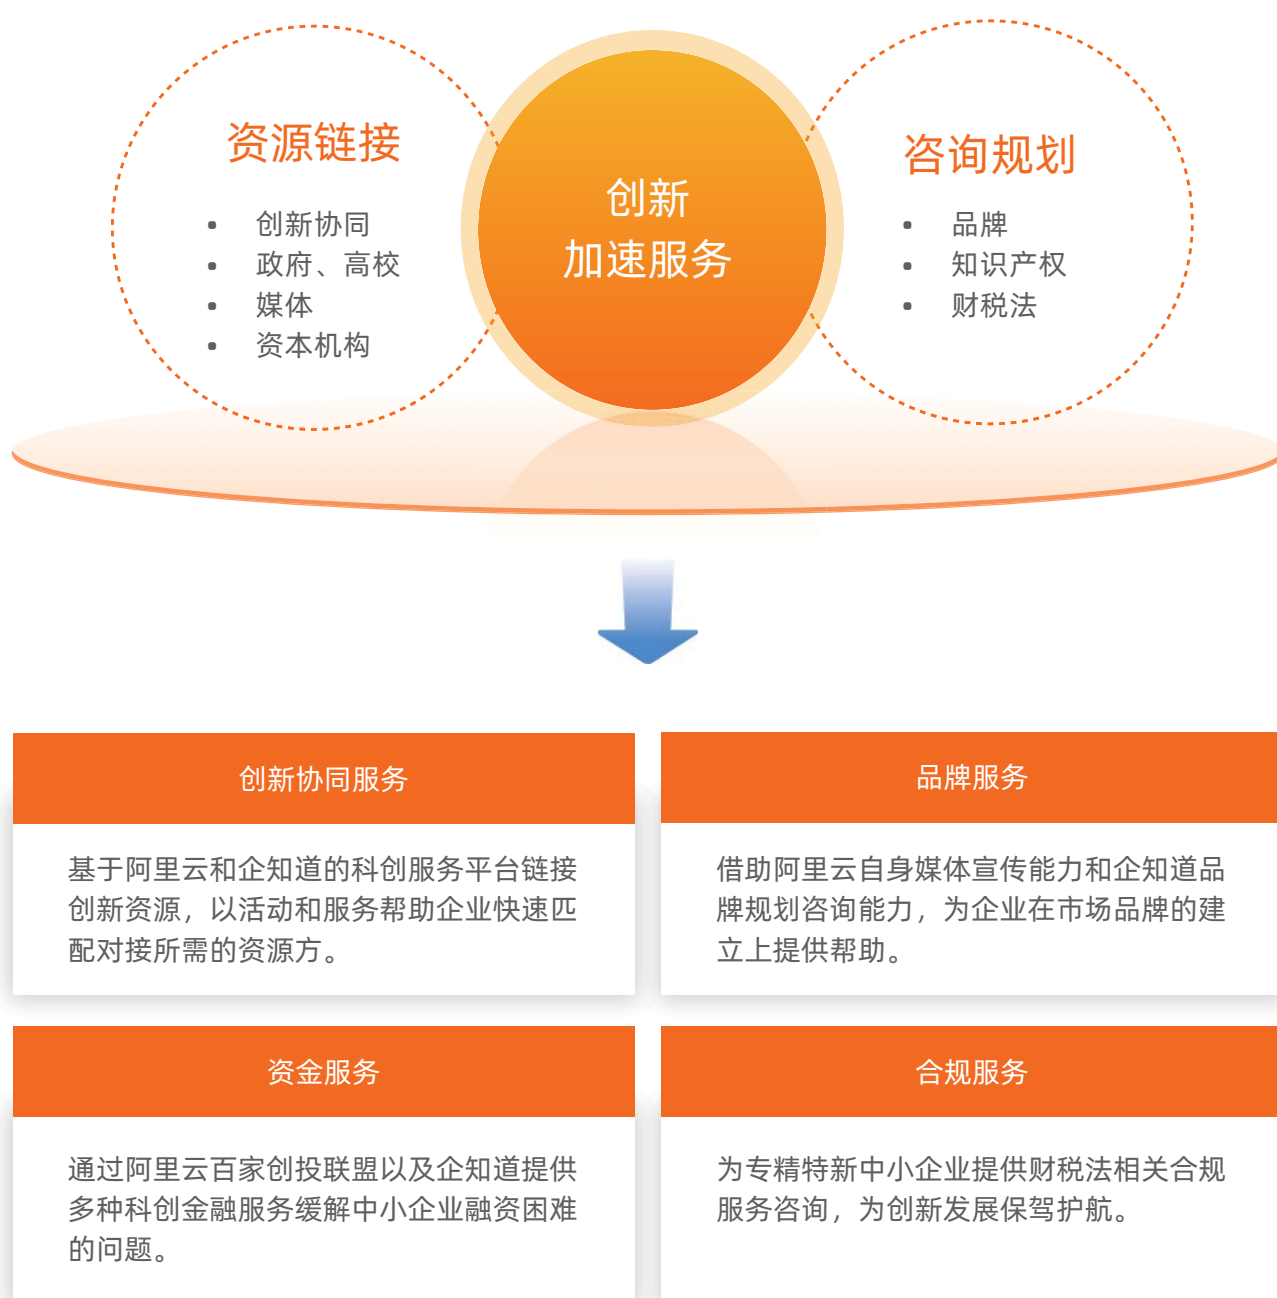 资源链接
• 创新协同
• 政府、高校
• 媒体
• 资本机构
创新
加速服务
咨询规划
• 品牌
• 知识产权
• 财税法
创新协同服务
基于阿里云和企知道的科创服务平台链接
创新资源，以活动和服务帮助企业快速匹
配对接所需的资源方。
品牌服务
借助阿里云自身媒体宣传能力和企知道品
牌规划咨询能力，为企业在市场品牌的建
立上提供帮助。
资金服务
通过阿里云百家创投联盟以及企知道提供
多种科创金融服务缓解中小企业融资困难
的问题。
合规服务
为专精特新中小企业提供财税法相关合规
服务咨询，为创新发展保驾护航。